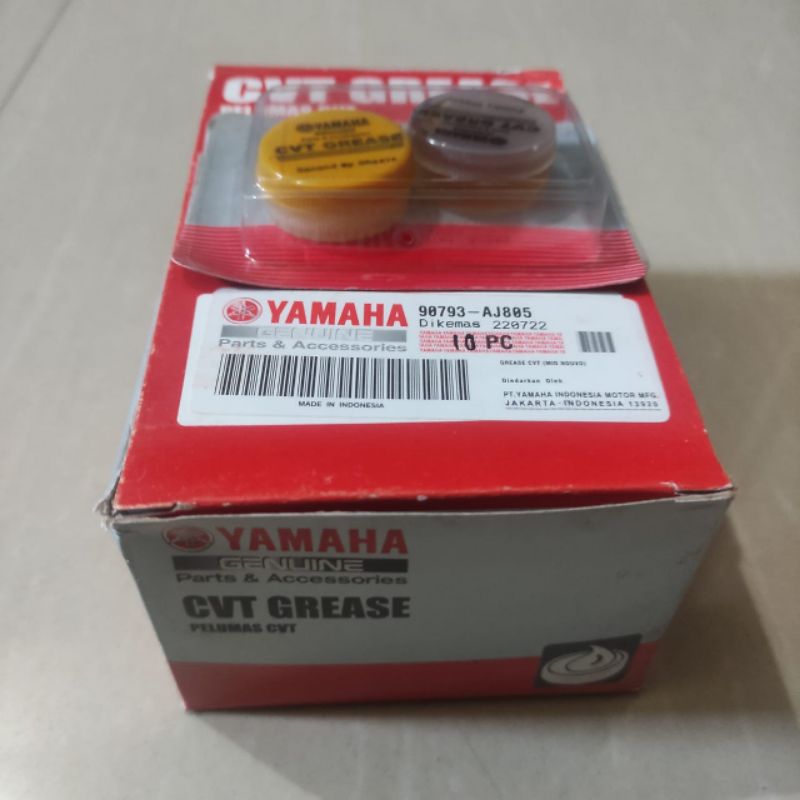 CVT GREASE
YAMAHA
CVT GREASE
YAMAHA
GENUINE
Parts & Accessories
MADE IN INDONESIA
90793-AJ805
Dikemas 220722
10 PC
GREASE CVT (MIO NOUVO)
Diedarkan Oleh
PT.YAMAHA INDONESIA MOTOR MFG.
JAKARTA-INDONESIA 13920
YAMAHA
GENUINE
Parts & Accessories
CVT GREASE
PELUMAS CVT